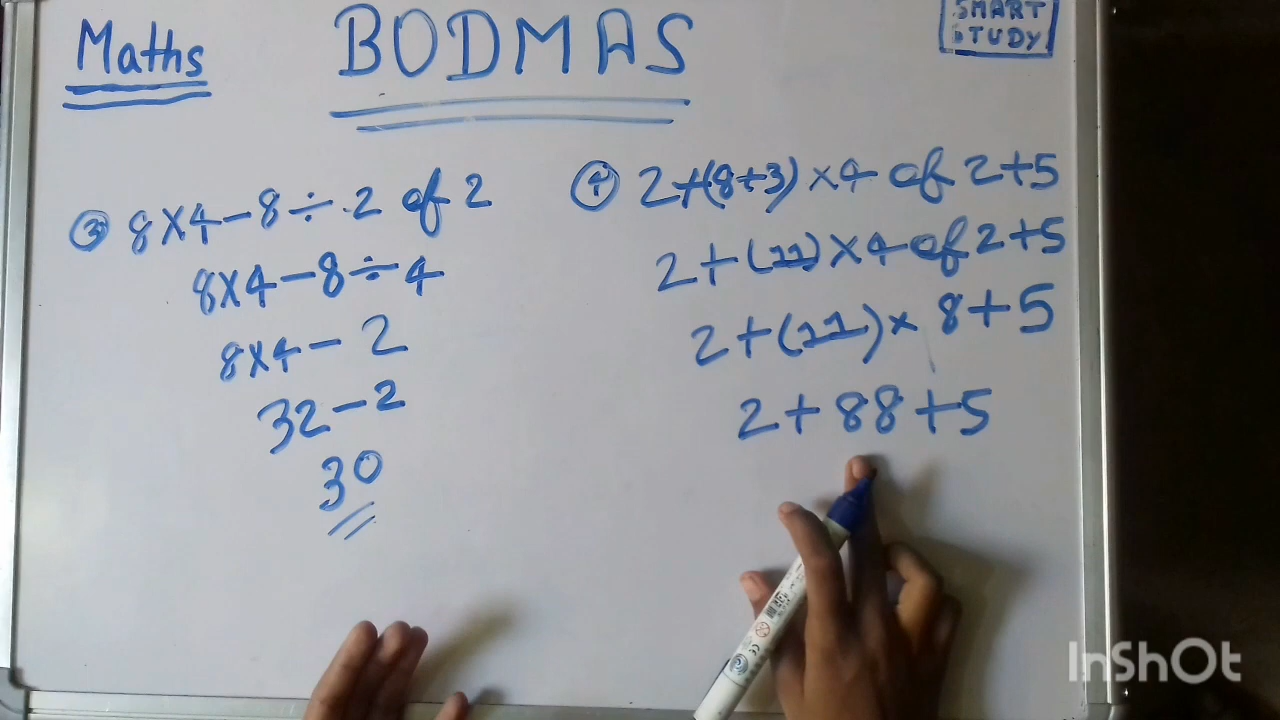 Maths
BODMAS
SMART
STUDY
③ 8×4-8÷2 of 2
8×4-8÷4
8×4-2
32-2
30
④ 2+(8+3)×4 of 2+5
2+(11)×4 of 2+5
2+(11)×8+5
2+88+5
InShOt